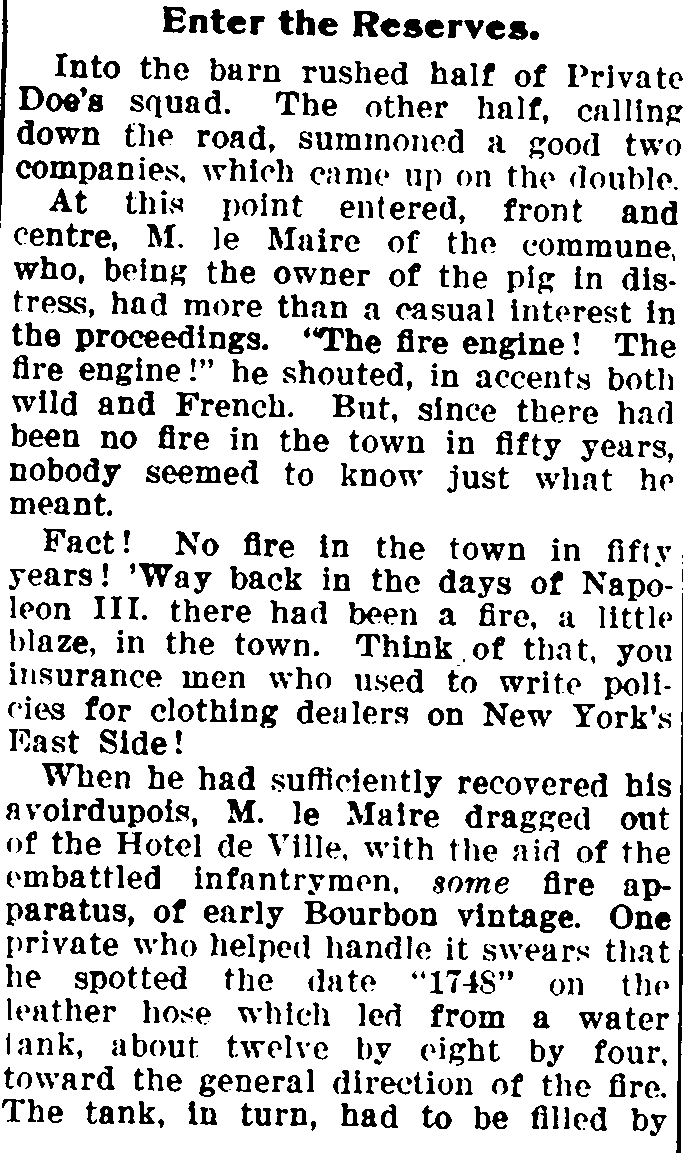 Enter the Reserves.
Into the barn rushed half of Private
Doe's squad. The other half, calling
down the road, summoned a good two
companies, which came up on the double.
At this point entered, front and
centre, M. le Maire of the commune,
who, being the owner of the pig in dis-
tress, had more than a casual interest in
the proceedings. "The fire engine! The
fire engine!" he shouted, in accents both
wild and French. But, since there had
been no fire in the town in fifty years,
nobody seemed to know just what he
meant.
Fact! No fire in the town in fifty
years! 'Way back in the days of Napo-
leon III. there had been a fire, a little
blaze, in the town. Think of that, you
insurance men who used to write poli-
cies for clothing dealers on New York's
East Side!
When he had sufficiently recovered his
avoirdupois, M. le Maire dragged out
of the Hotel de Ville, with the aid of the
embattled infantrymen, some fire ap-
paratus, of early Bourbon vintage. One
private who helped handle it swears that
he spotted the date "1748" on the
leather hose which led from a water
tank, about twelve by eight by four,
toward the general direction of the fire.
The tank, in turn, had to be filled by